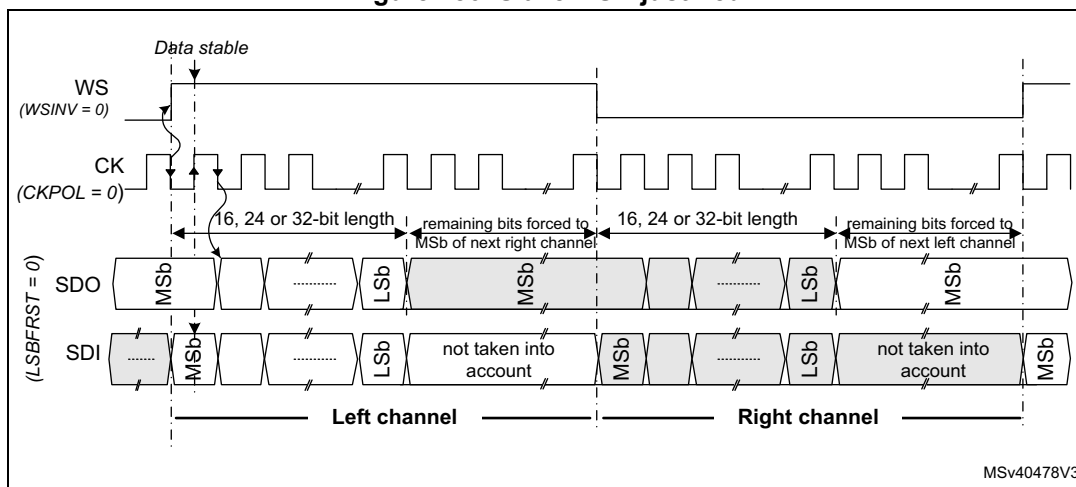 Data stable
WS
(WSINV = 0)
CK
(CKPOL = 0)
16, 24 or 32-bit length
remaining bits forced to
MSb of next right channel
16, 24 or 32-bit length
remaining bits forced to
MSb of next left channel
(LSBFRST = 0)
SDO
MSb
...........
LSb
MSb
...........
LSb
MSb
SDI
........
MSb
...........
LSb
not taken into
account
MSb
...........
LSb
not taken into
account
MSb
Left channel
Right channel
MSv40478V3